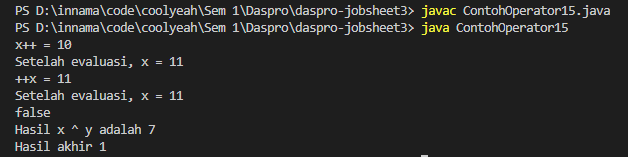 PS D:\innama\code\coolyeah\Sem 1\Daspro\daspro-jobsheet3> javac ContohOperator15.java
PS D:\innama\code\coolyeah\Sem 1\Daspro\daspro-jobsheet3> java ContohOperator15
x++ = 10
Setelah evaluasi, x = 11
++x = 11
Setelah evaluasi, x = 11
false
Hasil x ^ y adalah 7
Hasil akhir 1